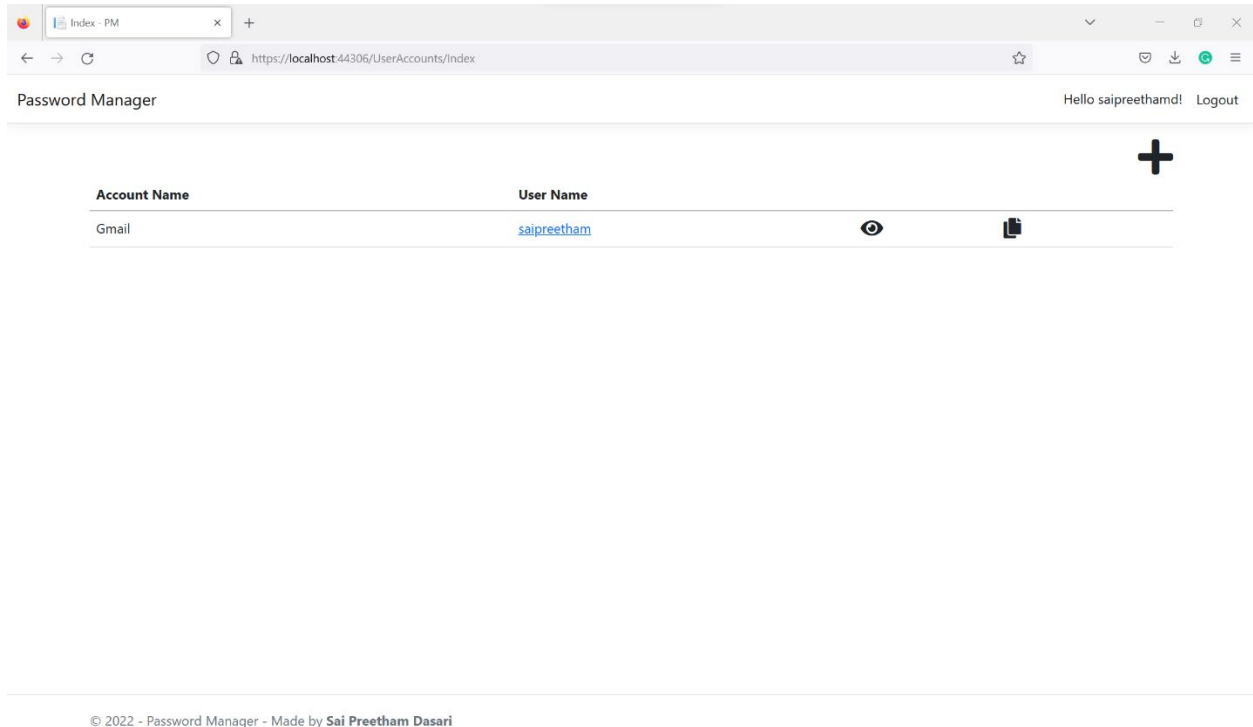 Index - PM
https://localhost:44306/UserAccounts/Index
Password Manager Hello saipreethamd! Logout
Account Name User Name
Gmail saipreetham
© 2022 - Password Manager - Made by Sai Preetham Dasari